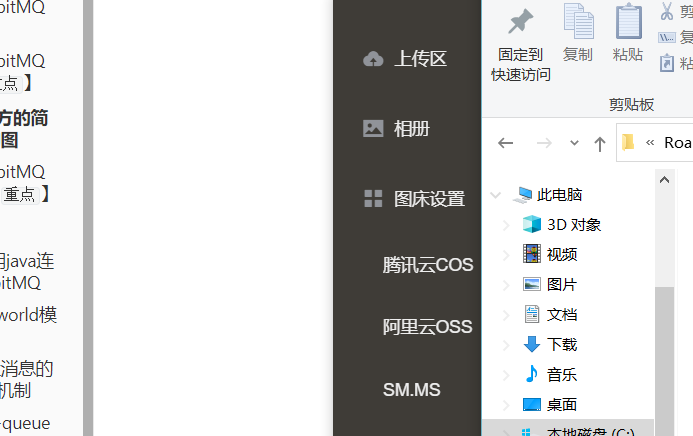 bitMQ
bitMQ
点 】
方的简
图
bitMQ
重点 】
java连
bitMQ
world模
消息的
机制
-queue
上传区
相册
图床设置
腾讯云COS
阿里云OSS
SM.MS
固定到
快速访问
复制
粘贴
剪贴板
« Roa
此电脑
3D 对象
视频
图片
文档
下载
音乐
桌面
本地磁盘 (C:)